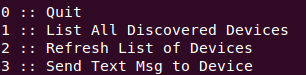 0 :: Quit
1 :: List All Discovered Devices
2 :: Refresh List of Devices
3 :: Send Text Msg to Device